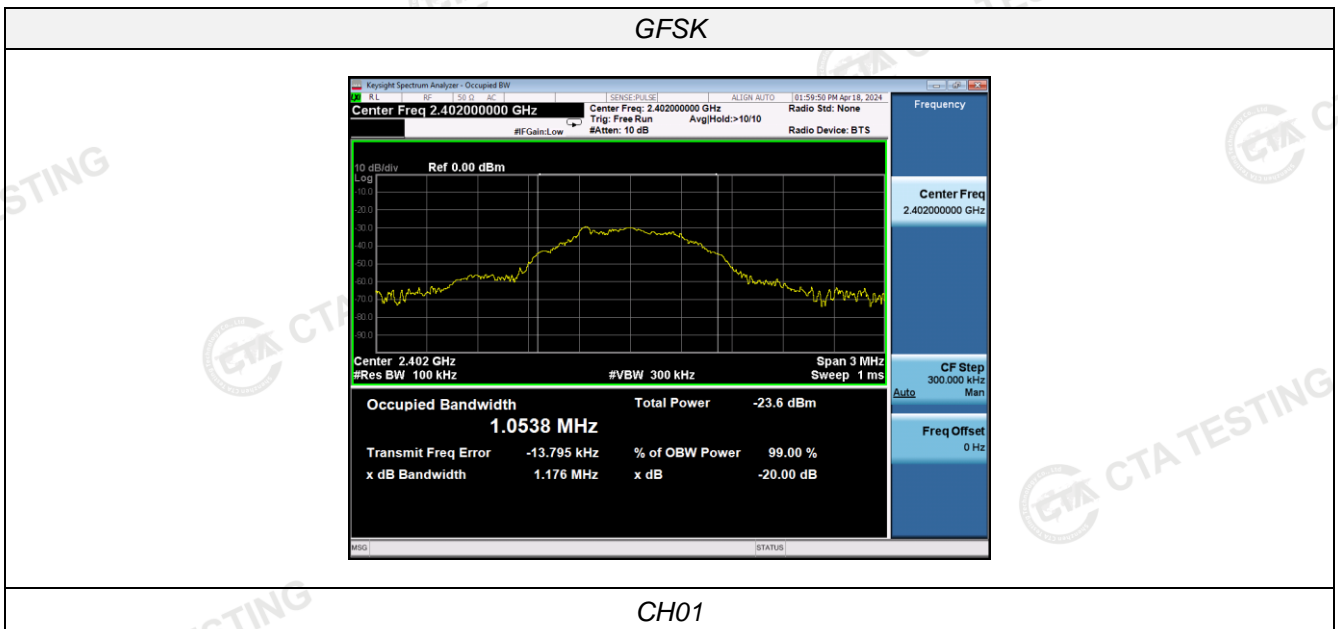 GFSK
Keysight Spectrum Analyzer - Occupied BW
RL RF 50 Ω AC SENSE:PULSE ALIGN AUTO 01:59:50 PM Apr 18, 2024
Center Freq 2.402000000 GHz
Center Freq: 2.402000000 GHz Radio Std: None
Trig: Free Run Avg|Hold:>10/10
#IFGain:Low #Atten: 10 dB Radio Device: BTS
10 dB/div Ref 0.00 dBm
Log
-10.0
-20.0
-30.0
-40.0
-50.0
-60.0
-70.0
-80.0
-90.0
Center 2.402 GHz Span 3 MHz
#Res BW 100 kHz #VBW 300 kHz Sweep 1 ms
Occupied Bandwidth Total Power -23.6 dBm
1.0538 MHz
Transmit Freq Error -13.795 kHz % of OBW Power 99.00 %
x dB Bandwidth 1.176 MHz x dB -20.00 dB
MSG STATUS
Frequency
Center Freq
2.402000000 GHz
CF Step
300.000 kHz
Auto Man
Freq Offset
0 Hz
CH01
CTA TESTING